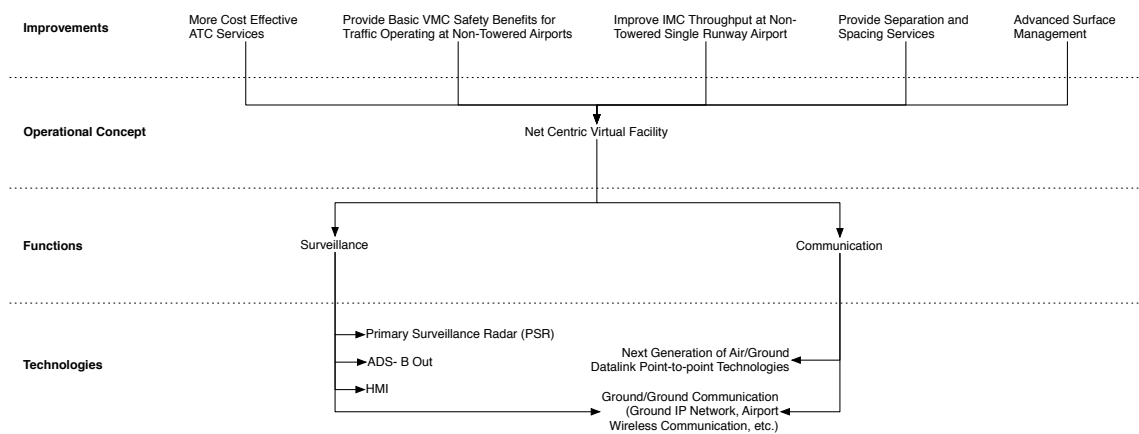 Improvements
More Cost Effective
ATC Services
Provide Basic VMC Safety Benefits for
Traffic Operating at Non-Towered Airports
Improve IMC Throughput at Non-
Towered Single Runway Airport
Provide Separation and
Spacing Services
Advanced Surface
Management
Operational Concept
Net Centric Virtual Facility
Functions
Surveillance
Communication
Technologies
Primary Surveillance Radar (PSR)
ADS- B Out
HMI
Next Generation of Air/Ground
Datalink Point-to-point Technologies
Ground/Ground Communication
(Ground IP Network, Airport
Wireless Communication, etc.)